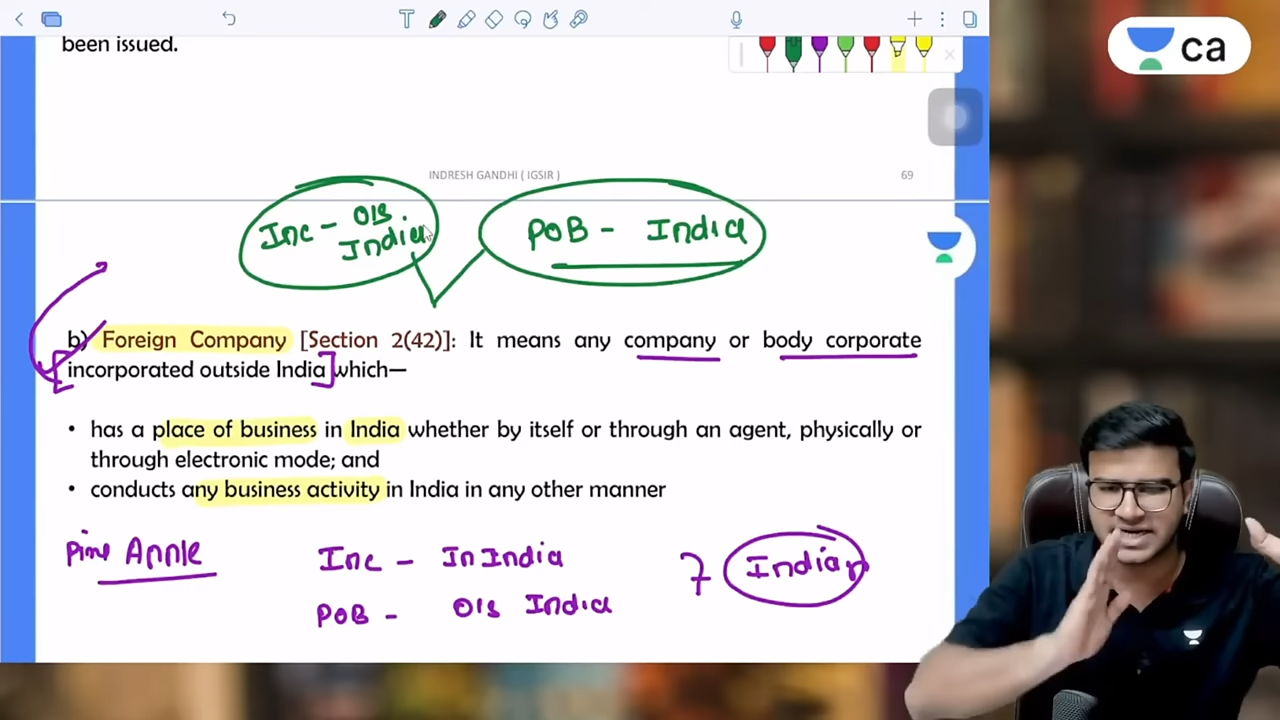 been issued.
ca
INDRESH GANDHI ( IGSIR )
69
Inc - O/S
India
POB - India
b) Foreign Company [Section 2(42)]: It means any company or body corporate
incorporated outside India which—
• has a place of business in India whether by itself or through an agent, physically or
through electronic mode; and
• conducts any business activity in India in any other manner
Pine Apple
Inc - In India
POB - O/S India
7 Indian